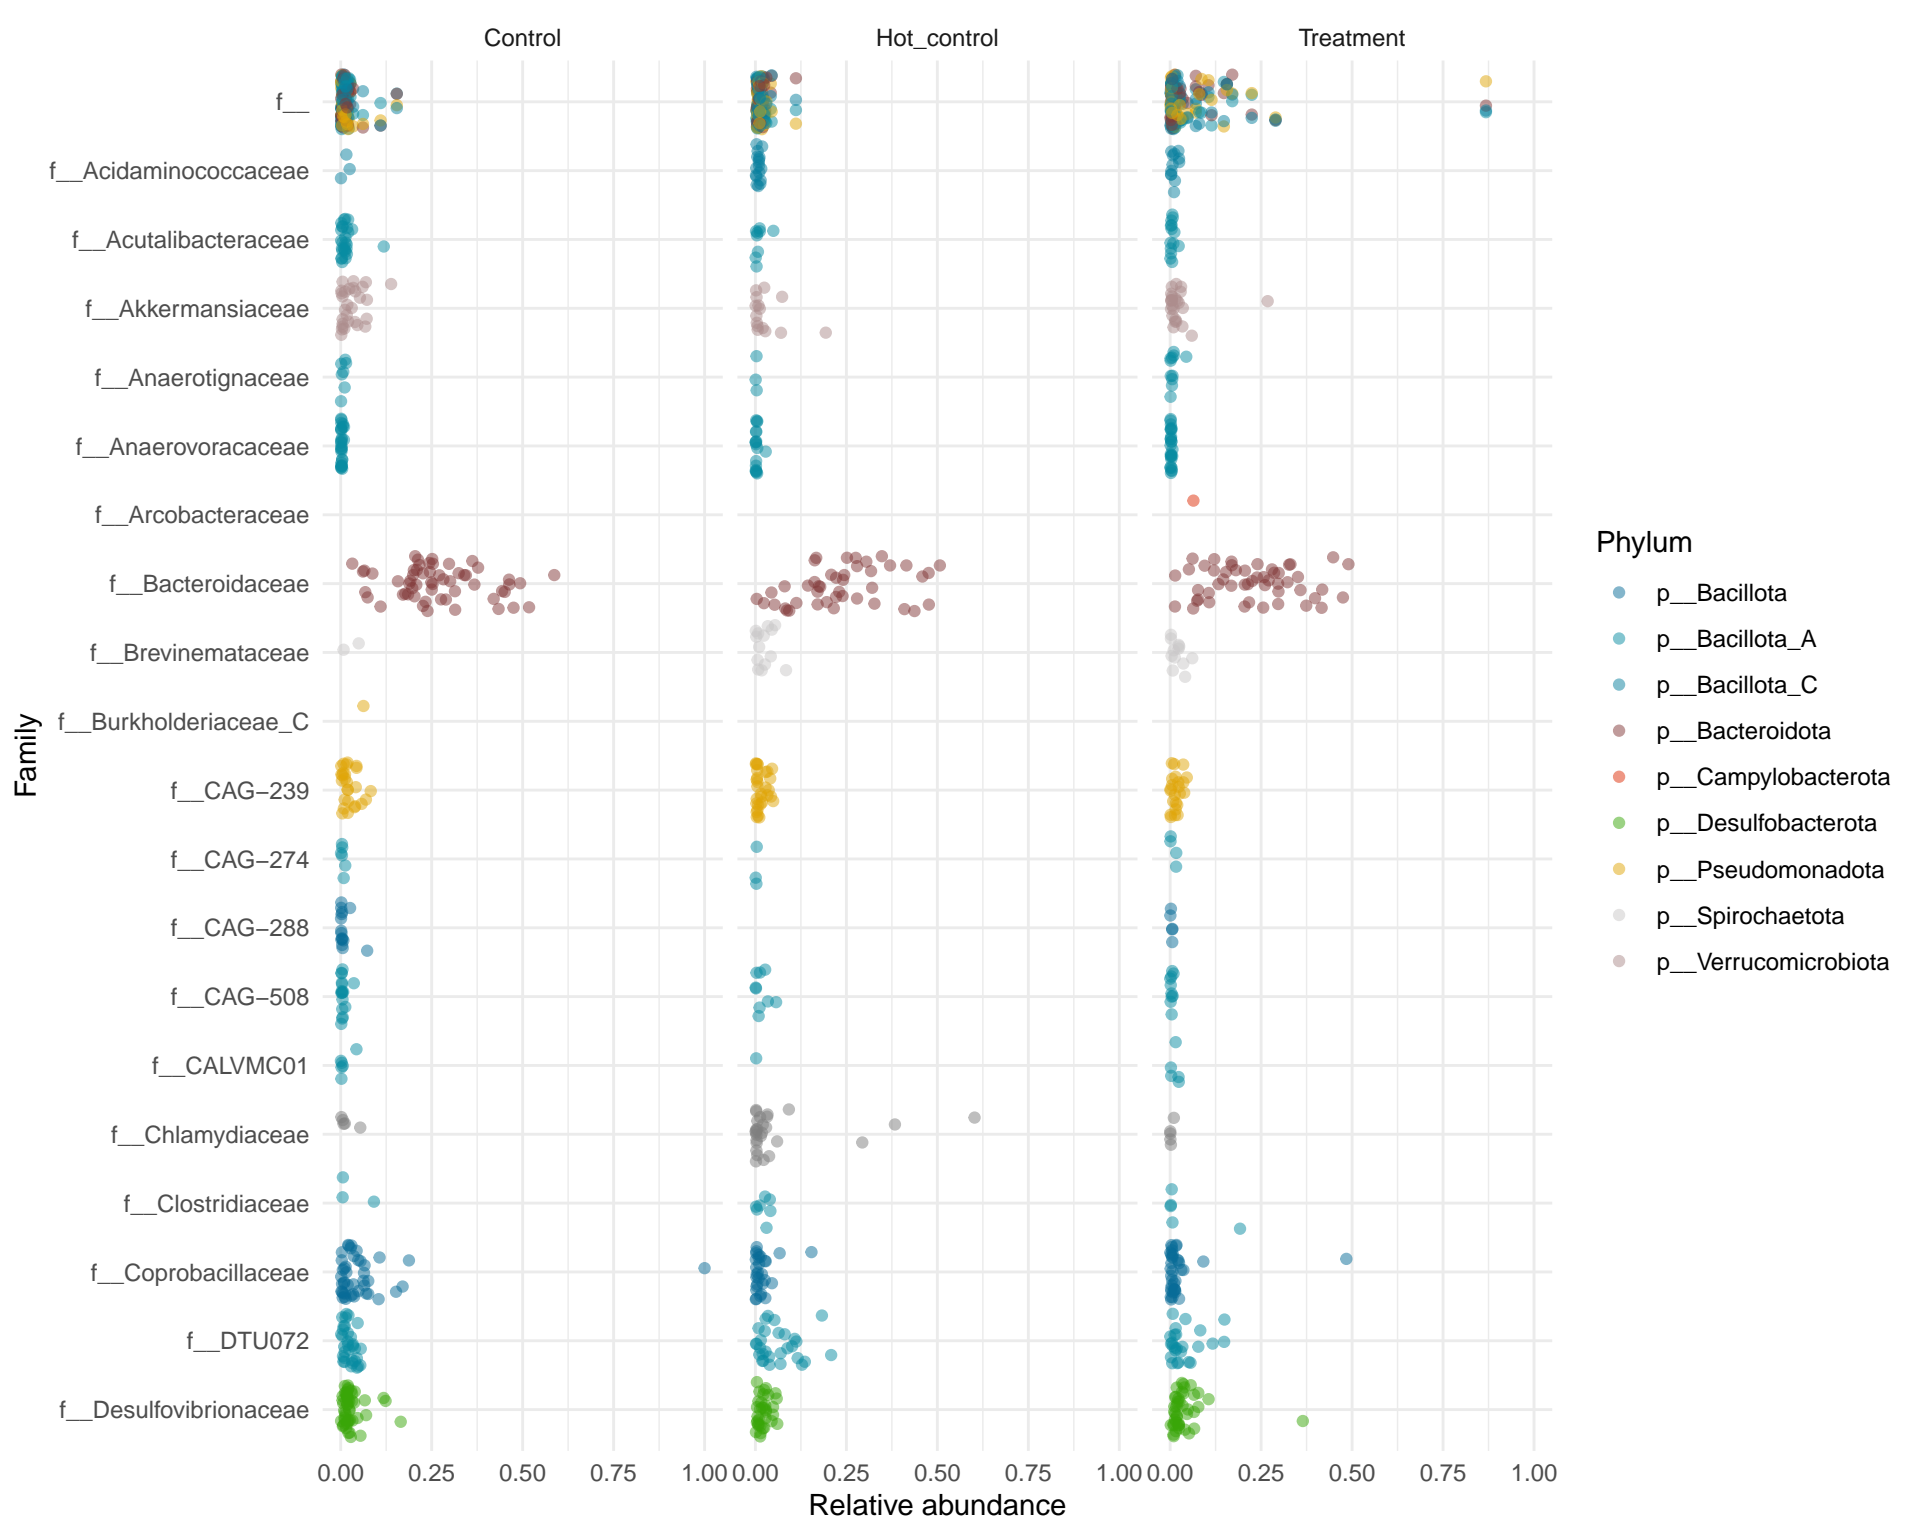 Control Hot_control Treatment
f__
f__Acidaminococcaceae
f__Acutalibacteraceae
f__Akkermansiaceae
f__Anaerotignaceae
f__Anaerovoracaceae
f__Arcobacteraceae
f__Bacteroidaceae
f__Brevinemataceae
f__Burkholderiaceae_C
f__CAG−239
f__CAG−274
f__CAG−288
f__CAG−508
f__CALVMC01
f__Chlamydiaceae
f__Clostridiaceae
f__Coprobacillaceae
f__DTU072
f__Desulfovibrionaceae
Family
0.00 0.25 0.50 0.75 1.00 0.00 0.25 0.50 0.75 1.00 0.00 0.25 0.50 0.75 1.00
Relative abundance
Phylum
p__Bacillota
p__Bacillota_A
p__Bacillota_C
p__Bacteroidota
p__Campylobacterota
p__Desulfobacterota
p__Pseudomonadota
p__Spirochaetota
p__Verrucomicrobiota